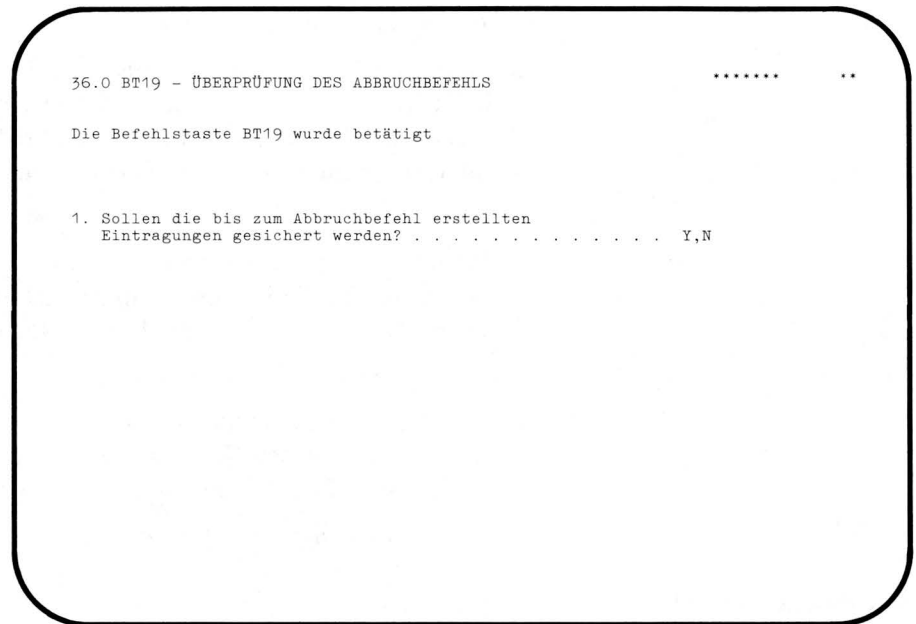 36.0 BT19 - ÜBERPRÜFUNG DES ABBRUCHBEFEHLS ******* **
Die Befehlstaste BT19 wurde betätigt
1. Sollen die bis zum Abbruchbefehl erstellten
Eintragungen gesichert werden? . . . . . . . . . . . . . . Y,N